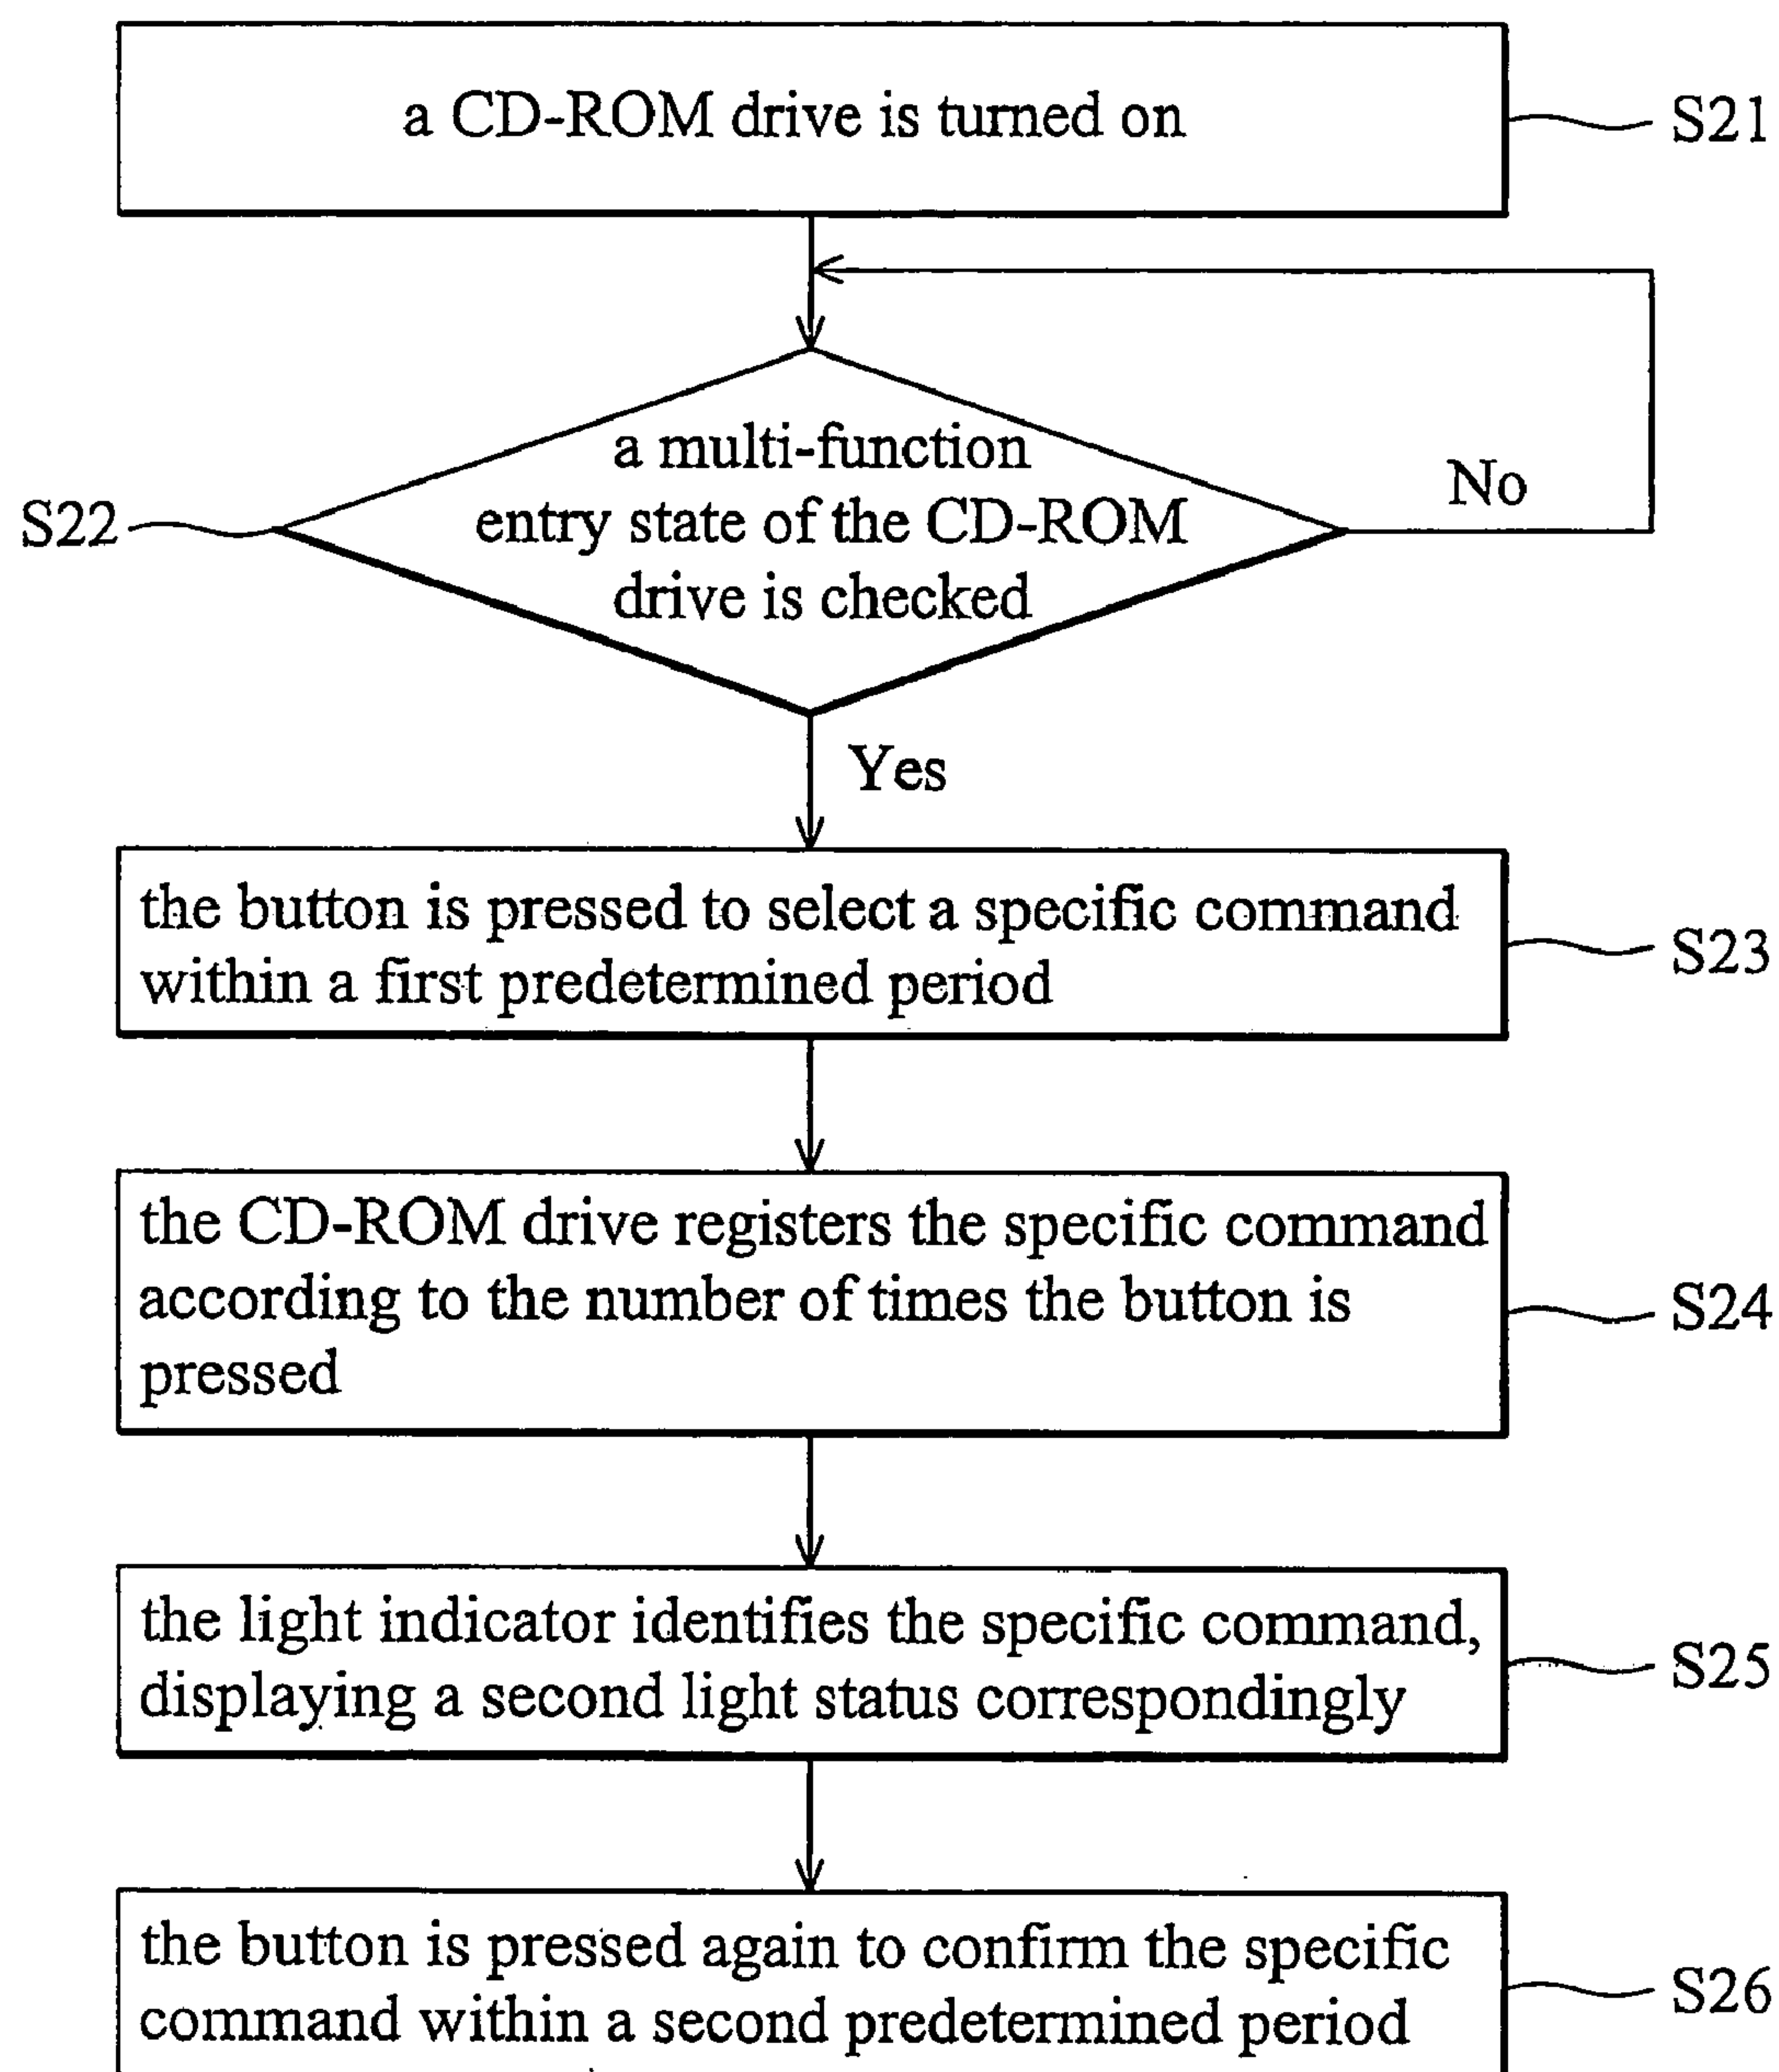 a CD-ROM drive is turned on
S21
a multi-function
entry state of the CD-ROM
drive is checked
S22
No
Yes
the button is pressed to select a specific command
within a first predetermined period
S23
the CD-ROM drive registers the specific command
according to the number of times the button is
pressed
S24
the light indicator identifies the specific command,
displaying a second light status correspondingly
S25
the button is pressed again to confirm the specific
command within a second predetermined period
S26